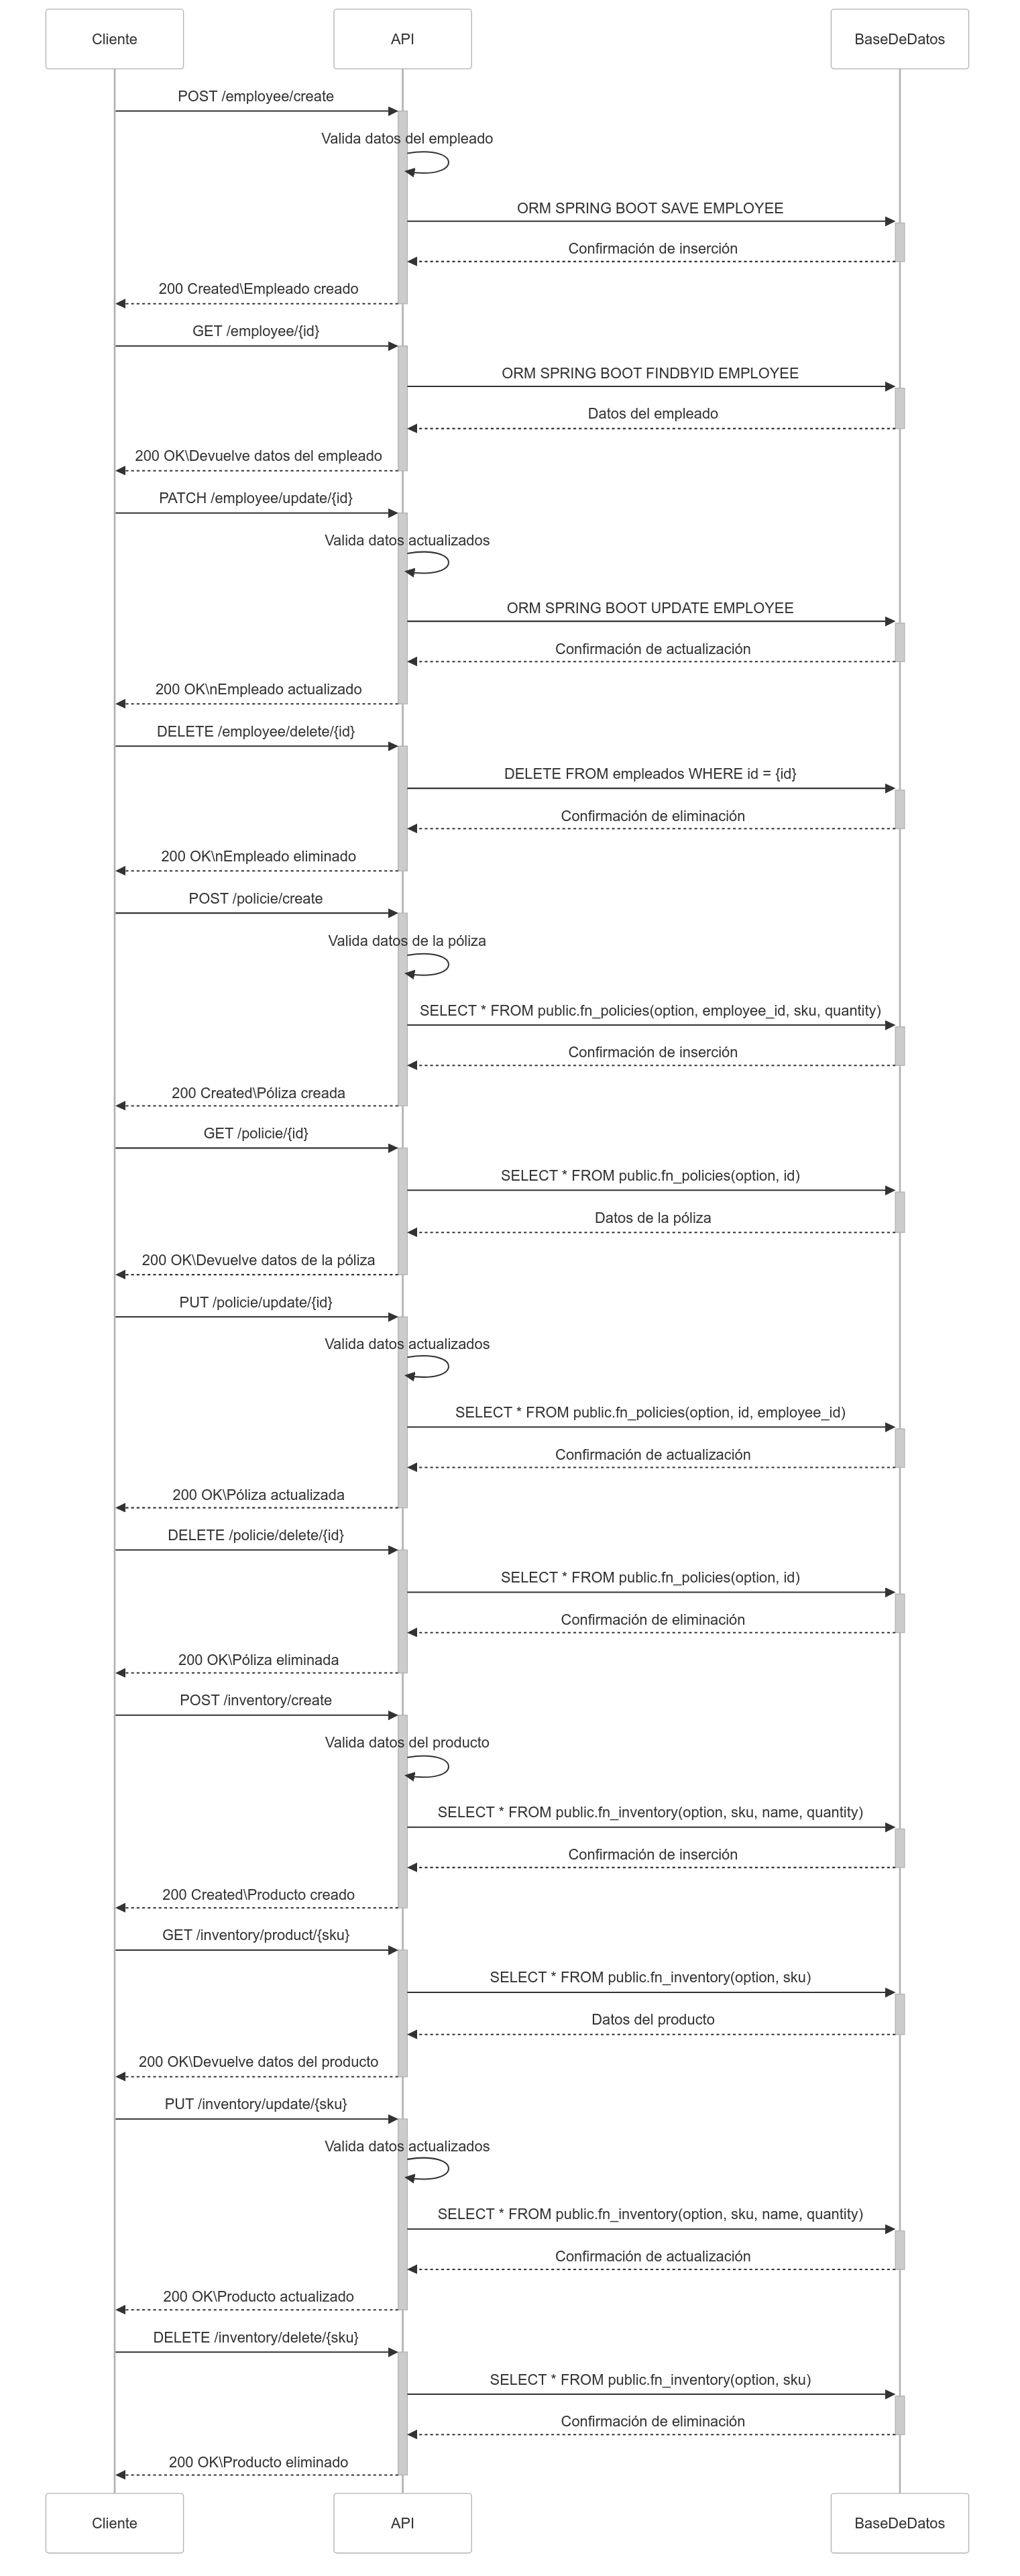 Cliente
API
BaseDeDatos
POST /employee/create
Valida datos del empleado
ORM SPRING BOOT SAVE EMPLOYEE
Confirmación de inserción
200 Created\Empleado creado
GET /employee/{id}
ORM SPRING BOOT FINDBYID EMPLOYEE
Datos del empleado
200 OK\Devuelve datos del empleado
PATCH /employee/update/{id}
Valida datos actualizados
ORM SPRING BOOT UPDATE EMPLOYEE
Confirmación de actualización
200 OK\nEmpleado actualizado
DELETE /employee/delete/{id}
DELETE FROM empleados WHERE id = {id}
Confirmación de eliminación
200 OK\nEmpleado eliminado
POST /policie/create
Valida datos de la póliza
SELECT * FROM public.fn_policies(option, employee_id, sku, quantity)
Confirmación de inserción
200 Created\Póliza creada
GET /policie/{id}
SELECT * FROM public.fn_policies(option, id)
Datos de la póliza
200 OK\Devuelve datos de la póliza
PUT /policie/update/{id}
Valida datos actualizados
SELECT * FROM public.fn_policies(option, id, employee_id)
Confirmación de actualización
200 OK\Póliza actualizada
DELETE /policie/delete/{id}
SELECT * FROM public.fn_policies(option, id)
Confirmación de eliminación
200 OK\Póliza eliminada
POST /inventory/create
Valida datos del producto
SELECT * FROM public.fn_inventory(option, sku, name, quantity)
Confirmación de inserción
200 Created\Producto creado
GET /inventory/product/{sku}
SELECT * FROM public.fn_inventory(option, sku)
Datos del producto
200 OK\Devuelve datos del producto
PUT /inventory/update/{sku}
Valida datos actualizados
SELECT * FROM public.fn_inventory(option, sku, name, quantity)
Confirmación de actualización
200 OK\Producto actualizado
DELETE /inventory/delete/{sku}
SELECT * FROM public.fn_inventory(option, sku)
Confirmación de eliminación
200 OK\Producto eliminado
Cliente
API
BaseDeDatos